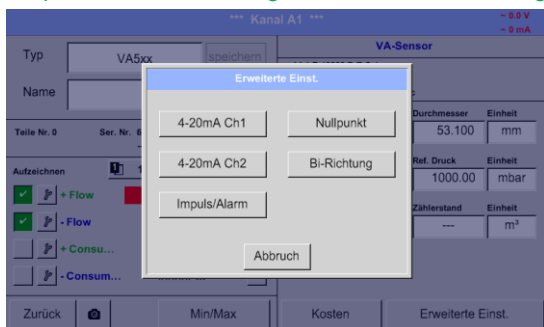 *** Kanal A1 ***
~ 0.0 V
~ 0 mA
Typ
VA5xx
speichern
VA-Sensor
Erweiterte Einst.
Name
4-20mA Ch1
Nullpunkt
Durchmesser
Einheit
53.100
mm
Teile Nr. 0
Ser. Nr. 6
4-20mA Ch2
Bi-Richtung
Ref. Druck
Einheit
1000.00
mbar
Aufzeichnen
+ Flow
Impuls/Alarm
Zählerstand
Einheit
---
m³
- Flow
+ Consu...
Abbruch
- Consum...
Zurück
Min/Max
Kosten
Erweiterte Einst.